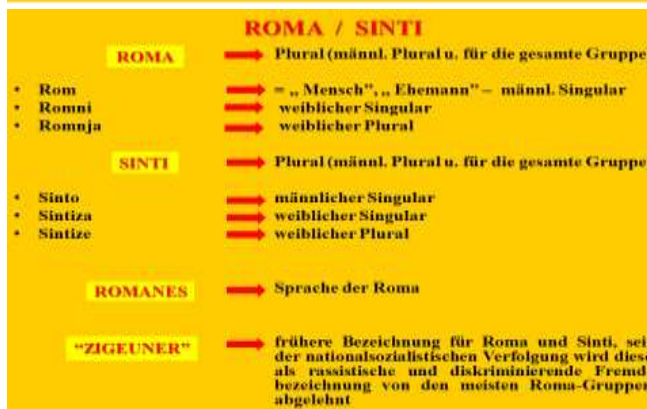 ROMA / SINTI
ROMA Plural (männl. Plural u. für die gesamte Gruppe
• Rom = „ Mensch", „ Ehemann" – männl. Singular
• Romni weiblicher Singular
• Romnja weiblicher Plural
SINTI Plural (männl. Plural u. für die gesamte Gruppe
• Sinto männlicher Singular
• Sintiza weiblicher Singular
• Sintize weiblicher Plural
ROMANES Sprache der Roma
"ZIGEUNER" frühere Bezeichnung für Roma und Sinti, sei
der nationalsozialistischen Verfolgung wird diese
als rassistische und diskriminierende Fremd
bezeichnung von den meisten Roma-Gruppen
abgelehnt